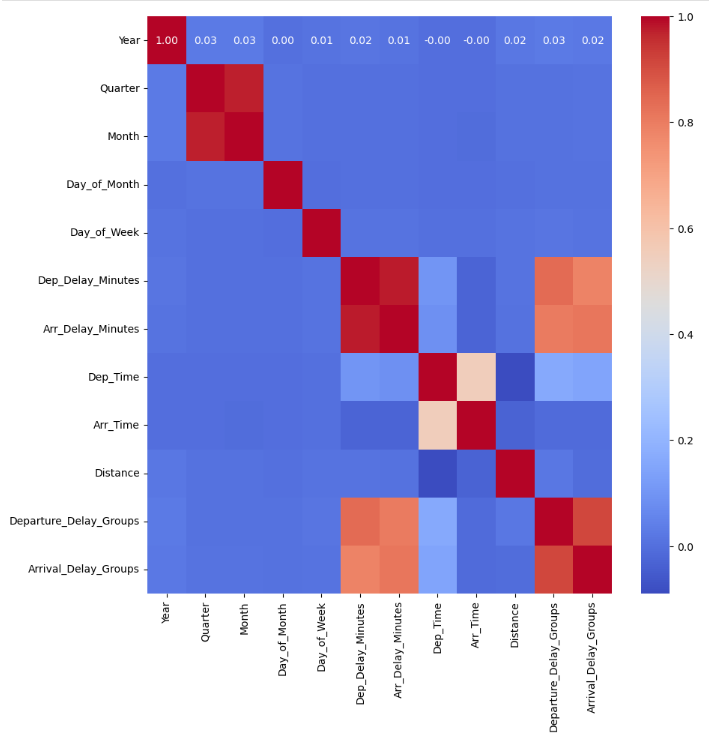 Year
1.00 0.03 0.03 0.00 0.01 0.02 0.01 -0.00 -0.00 0.02 0.03 0.02
Quarter
Month
Day_of_Month
Day_of_Week
Dep_Delay_Minutes
Arr_Delay_Minutes
Dep_Time
Arr_Time
Distance
Departure_Delay_Groups
Arrival_Delay_Groups
Year
Quarter
Month
Day_of_Month
Day_of_Week
Dep_Delay_Minutes
Arr_Delay_Minutes
Dep_Time
Arr_Time
Distance
Departure_Delay_Groups
Arrival_Delay_Groups
1.0
0.8
0.6
0.4
0.2
0.0